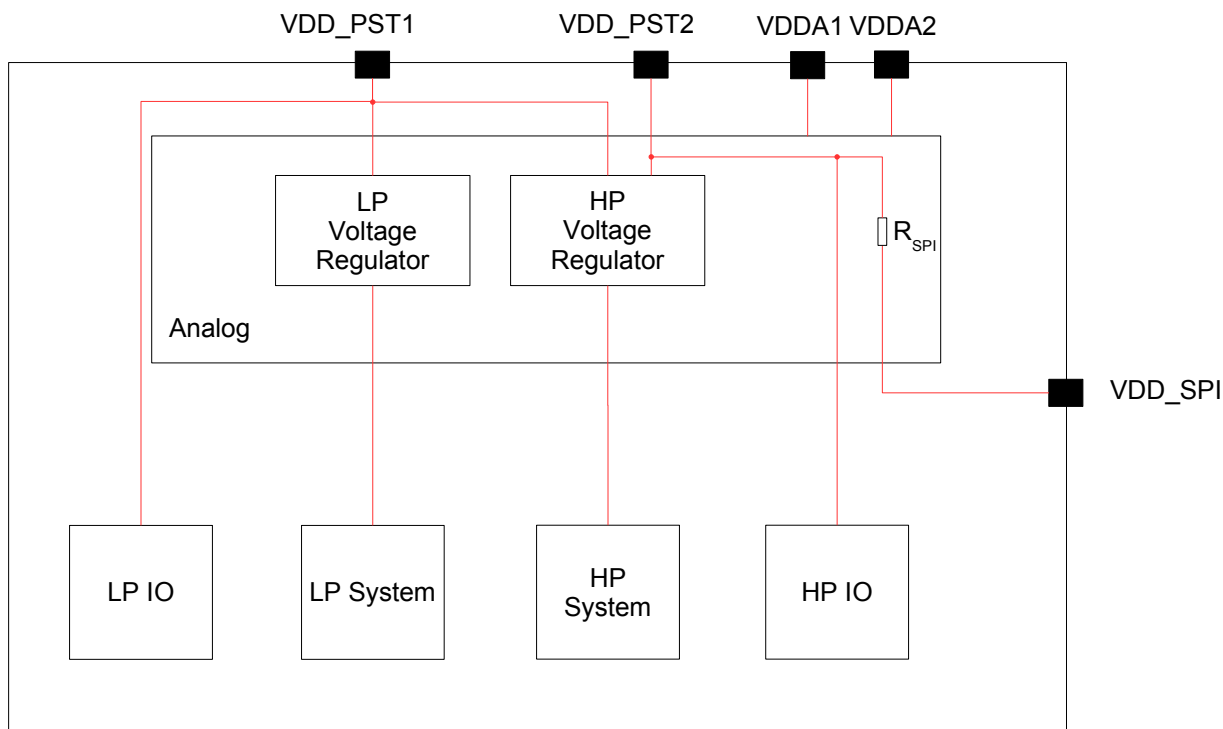 VDD_PST1
VDD_PST2
VDDA1
VDDA2
LP
Voltage
Regulator
HP
Voltage
Regulator
RSPI
Analog
VDD_SPI
LP IO
LP System
HP
System
HP IO